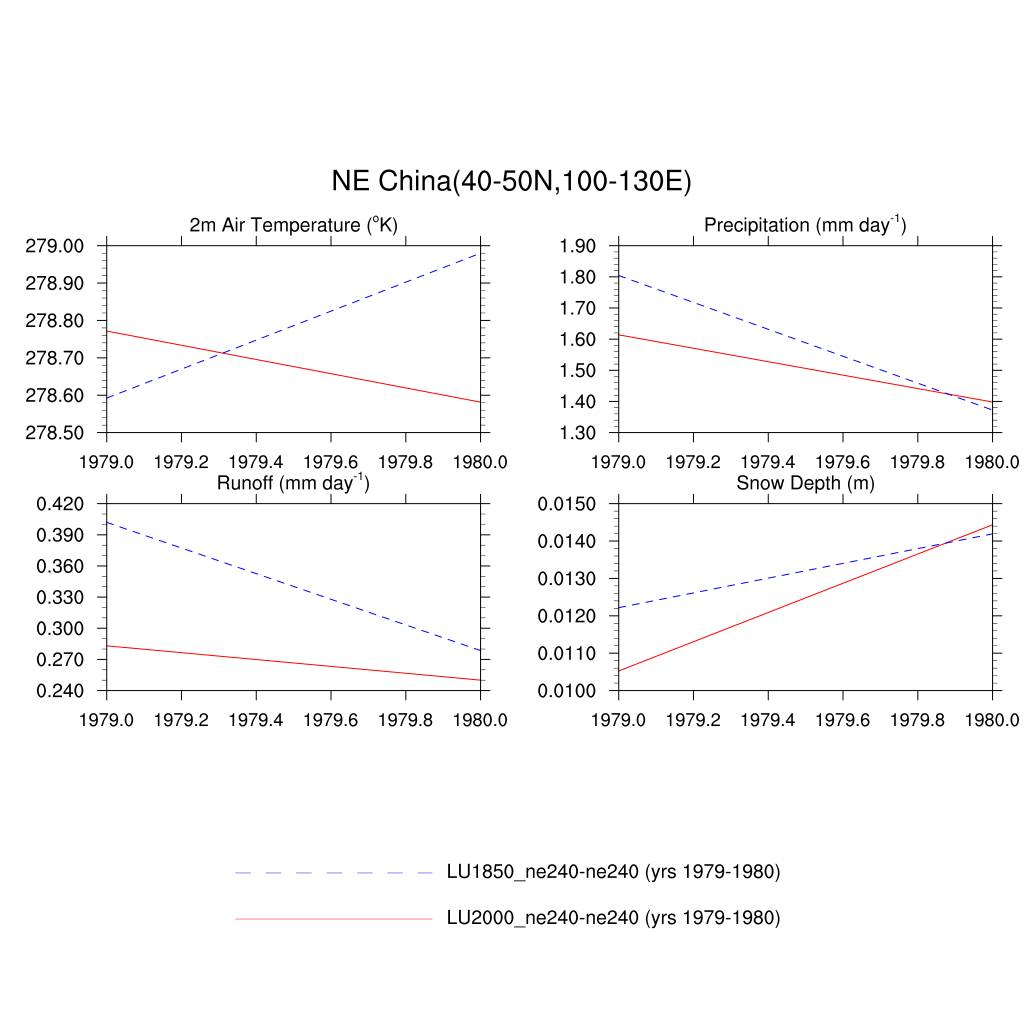 NE China(40-50N,100-130E)
2m Air Temperature (°K)
279.00
278.90
278.80
278.70
278.60
278.50
1979.0 1979.2 1979.4 1979.6 1979.8 1980.0
Precipitation (mm day⁻¹)
1.90
1.80
1.70
1.60
1.50
1.40
1.30
1979.0 1979.2 1979.4 1979.6 1979.8 1980.0
Runoff (mm day⁻¹)
0.420
0.390
0.360
0.330
0.300
0.270
0.240
1979.0 1979.2 1979.4 1979.6 1979.8 1980.0
Snow Depth (m)
0.0150
0.0140
0.0130
0.0120
0.0110
0.0100
1979.0 1979.2 1979.4 1979.6 1979.8 1980.0
LU1850_ne240-ne240 (yrs 1979-1980)
LU2000_ne240-ne240 (yrs 1979-1980)